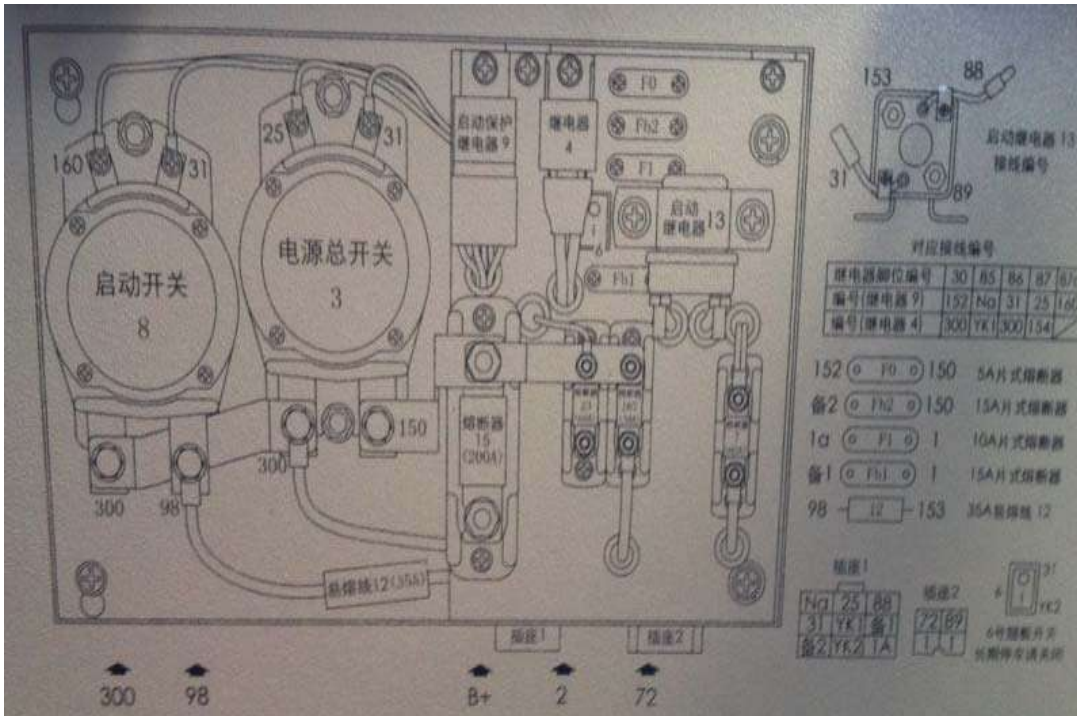 160
31
25
31
启动开关
8
电源总开关
3
启动保护
继电器9
继电器
4
F0
Fh2
F1
启动
继电器 13
6
Fh1
熔断器
15
(200A)
300
150
300
98
易熔线12(35A)
插座1
插座2
300
98
B+
2
72
153
88
31
89
启动继电器 13
接线编号
对应接线编号
继电器脚位编号 30 85 86 87
编号(继电器 9) 152 Na 31 25 160
编号(继电器 4) 300 YK1 300 154
152 F0 150 5A片式熔断器
备2 Fh2 150 15A片式熔断器
1a F1 1 10A片式熔断器
备1 Fh1 1 15A片式熔断器
98 12 153 35A易熔线 12
插座1
Na 25 88
31 YK1 备1
备2 YK2 1A
插座2
72 89
1 1
31
6
YK2
6号翘断开关
长期停车请关闭